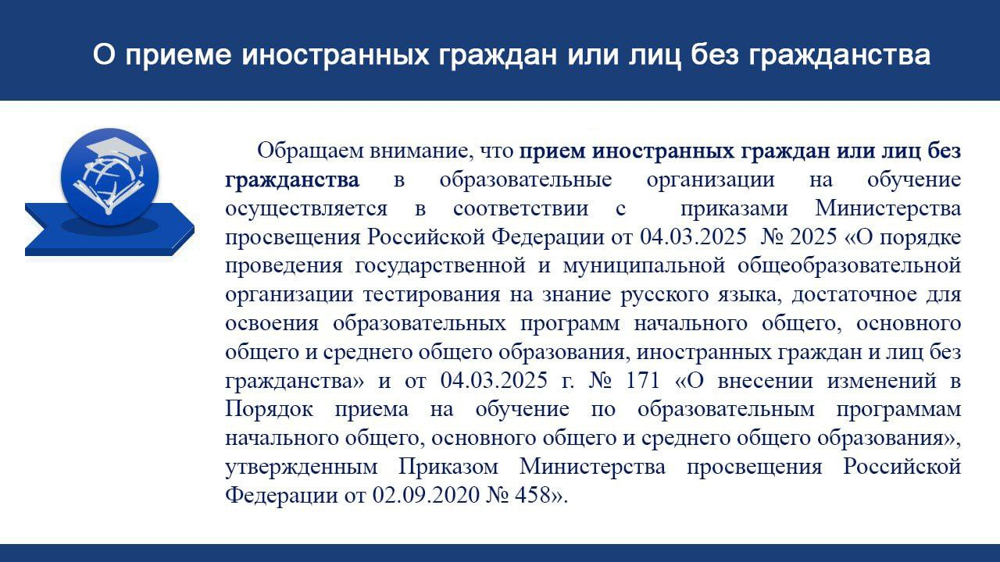 О приеме иностранных граждан или лиц без гражданства
Обращаем внимание, что прием иностранных граждан или лиц без
гражданства в образовательные организации на обучение
осуществляется в соответствии с приказами Министерства
просвещения Российской Федерации от 04.03.2025 № 2025 «О порядке
проведения государственной и муниципальной общеобразовательной
организации тестирования на знание русского языка, достаточное для
освоения образовательных программ начального общего, основного
общего и среднего общего образования, иностранных граждан и лиц без
гражданства» и от 04.03.2025 г. № 171 «О внесении изменений в
Порядок приема на обучение по образовательным программам
начального общего, основного общего и среднего общего образования»,
утвержденным Приказом Министерства просвещения Российской
Федерации от 02.09.2020 № 458».